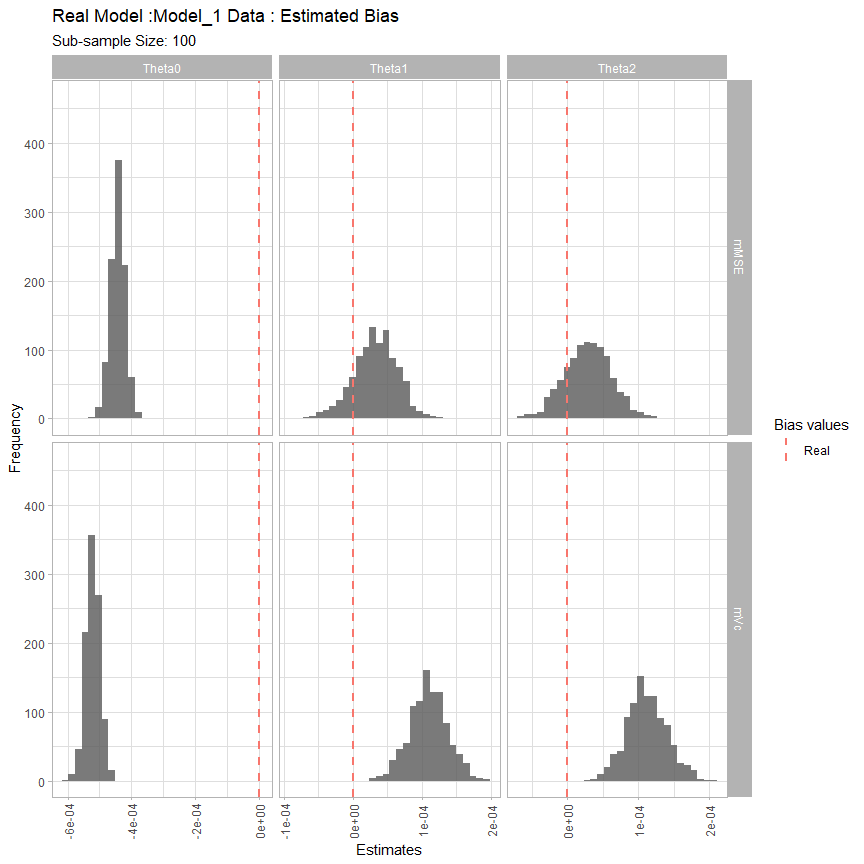 Real Model :Model_1 Data : Estimated Bias
Sub-sample Size: 100
Theta0 Theta1 Theta2
400
300
200
100
0
mMSE
400
300
200
100
0
mVc
Frequency
-6e-04 -4e-04 -2e-04 0e+00 -1e-04 0e+00 1e-04 2e-04 0e+00 1e-04 2e-04
Estimates
Bias values
Real